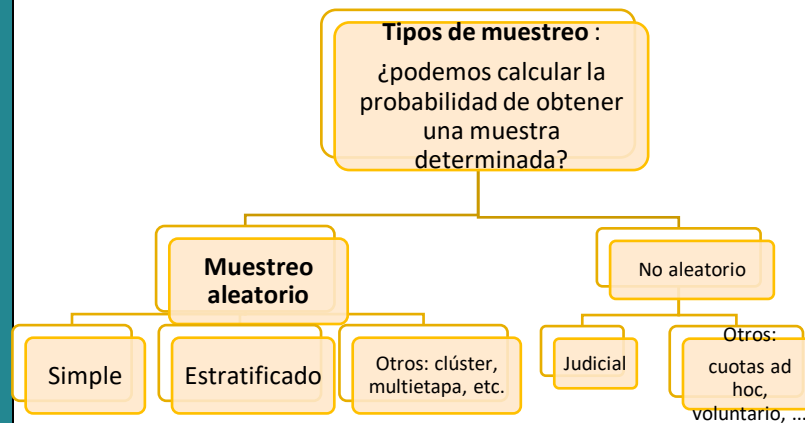 Tipos de muestreo :
¿podemos calcular la
probabilidad de obtener
una muestra
determinada?
Muestreo
aleatorio
No aleatorio
Simple
Estratificado
Otros: clúster,
multietapa, etc.
Judicial
Otros:
cuotas ad
hoc,
voluntario, ...